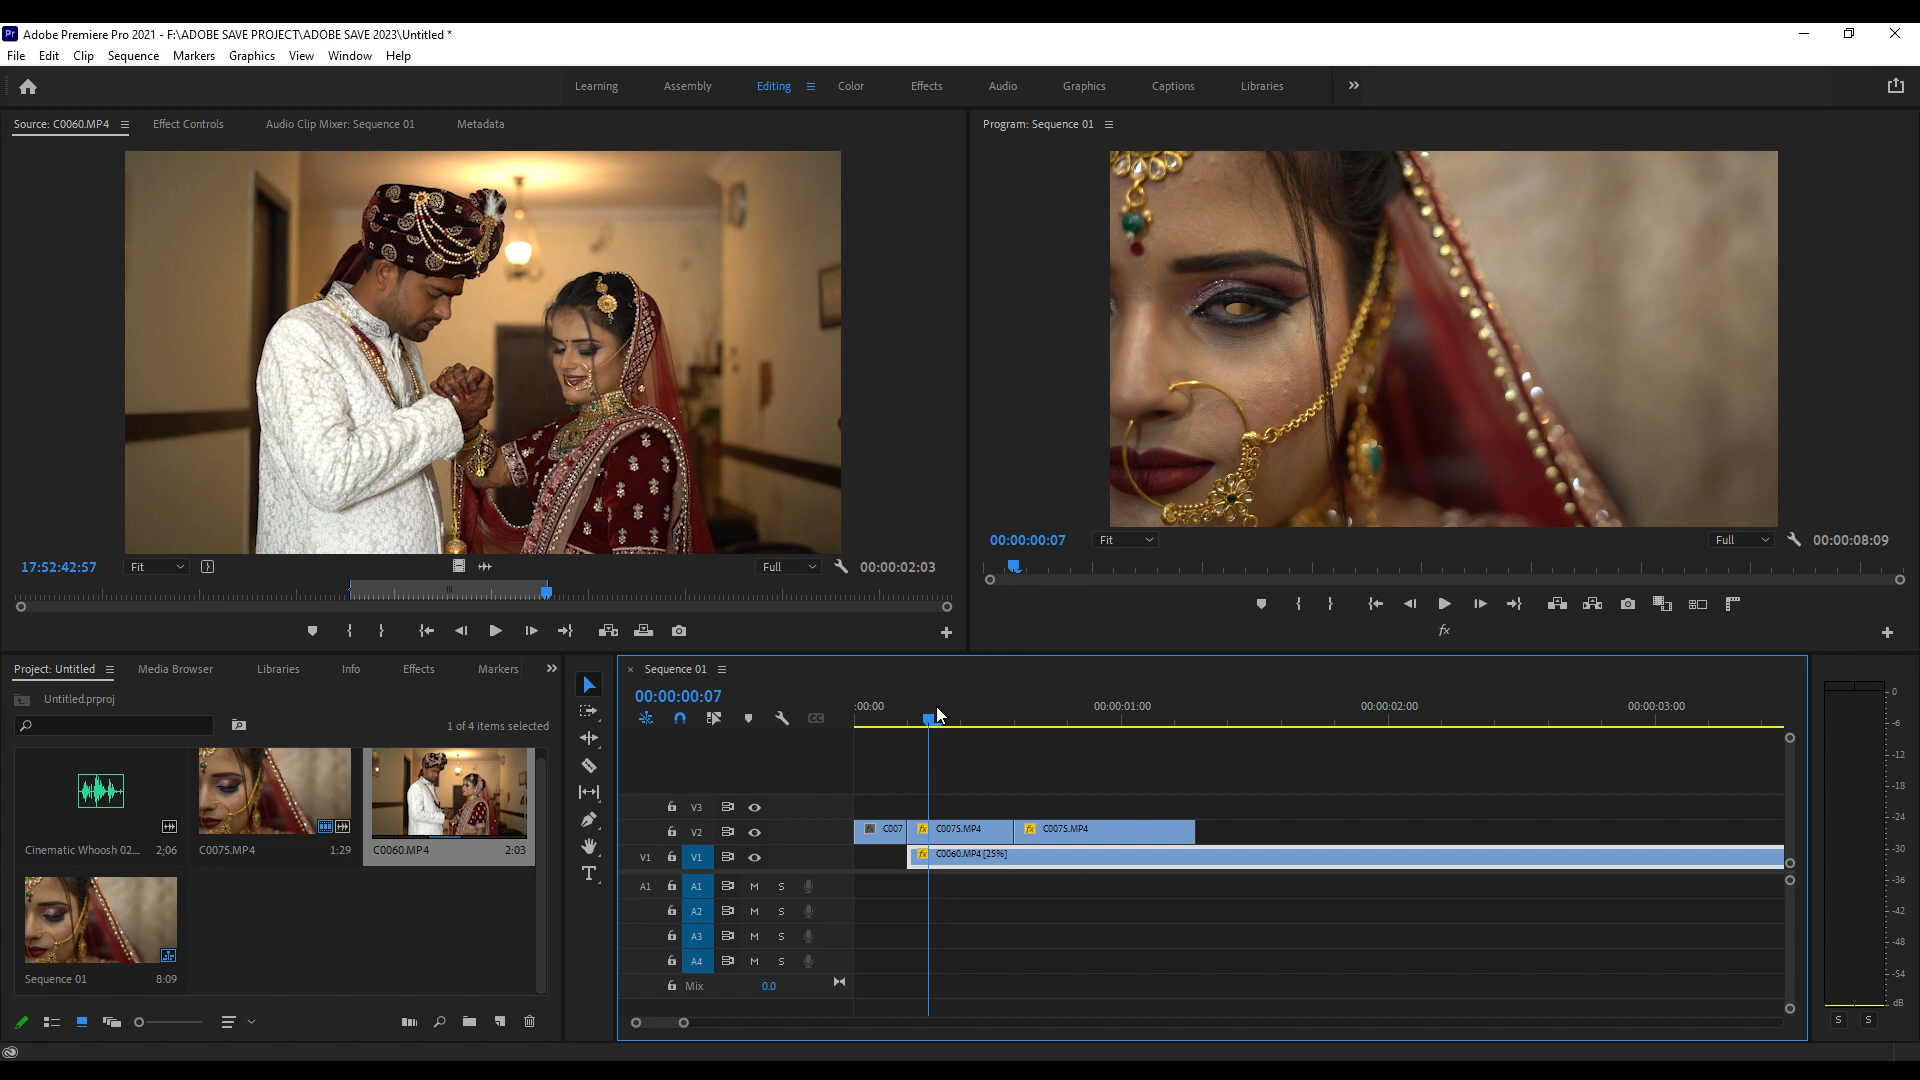 Pr Adobe Premiere Pro 2021 - F:\ADOBE SAVE PROJECT\ADOBE SAVE 2023\Untitled *
File Edit Clip Sequence Markers Graphics View Window Help
Learning Assembly Editing Color Effects Audio Graphics Captions Libraries
Source: C0060.MP4 Effect Controls Audio Clip Mixer: Sequence 01 Metadata
Program: Sequence 01
17:52:42:57 Fit Full 00:00:02:03
00:00:00:07 Fit Full 00:00:08:09
fx
Project: Untitled Media Browser Libraries Info Effects Markers
Untitled.prproj
1 of 4 items selected
Cinematic Whoosh 02... 2;06
C0075.MP4 1:29
C0060.MP4 2:03
Sequence 01 8:09
× Sequence 01
00:00:00:07
:00:00 00:00:01:00 00:00:02:00 00:00:03:00
V3
V2 fx C007 fx C0075.MP4 fx C0075.MP4
V1 V1 fx C0060.MP4 [25%]
A1 A1 M S
A2 M S
A3 M S
A4 M S
Mix 0.0
0
-6
-12
-18
-24
-30
-36
-42
-48
-54
dB
S S